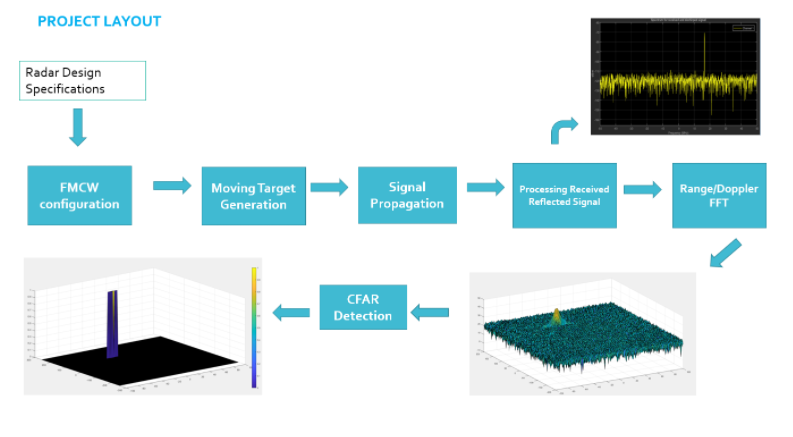 PROJECT LAYOUT
Radar Design
Specifications
FMCW
configuration
Moving Target
Generation
Signal
Propagation
Processing Received
Reflected Signal
Range/Doppler
FFT
CFAR
Detection